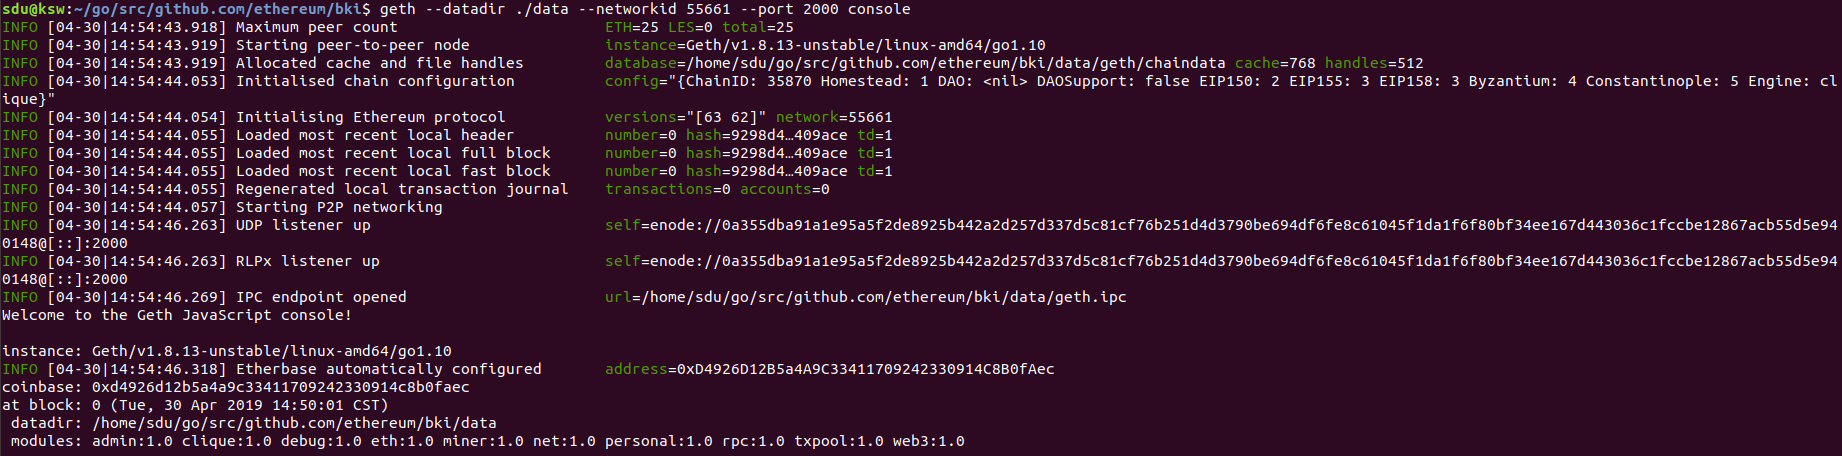 sdu@ksw:~/go/src/github.com/ethereum/bki$ geth --datadir ./data --networkid 55661 --port 2000 console
INFO [04-30|14:54:43.918] Maximum peer count                       ETH=25 LES=0 total=25
INFO [04-30|14:54:43.919] Starting peer-to-peer node               instance=Geth/v1.8.13-unstable/linux-amd64/go1.10
INFO [04-30|14:54:43.919] Allocated cache and file handles         database=/home/sdu/go/src/github.com/ethereum/bki/data/geth/chaindata cache=768 handles=512
INFO [04-30|14:54:44.053] Initialised chain configuration          config="{ChainID: 35870 Homestead: 1 DAO: <nil> DAOSupport: false EIP150: 2 EIP155: 3 EIP158: 3 Byzantium: 4 Constantinople: 5 Engine: cl
ique}"
INFO [04-30|14:54:44.054] Initialising Ethereum protocol           versions="[63 62]" network=55661
INFO [04-30|14:54:44.055] Loaded most recent local header          number=0 hash=9298d4…409ace td=1
INFO [04-30|14:54:44.055] Loaded most recent local full block      number=0 hash=9298d4…409ace td=1
INFO [04-30|14:54:44.055] Loaded most recent local fast block      number=0 hash=9298d4…409ace td=1
INFO [04-30|14:54:44.055] Regenerated local transaction journal    transactions=0 accounts=0
INFO [04-30|14:54:44.057] Starting P2P networking
INFO [04-30|14:54:46.263] UDP listener up                          self=enode://0a355dba91a1e95a5f2de8925b442a2d257d337d5c81cf76b251d4d3790be694df6fe8c61045f1da1f6f80bf34ee167d443036c1fccbe12867acb55d5e94
0148@[::]:2000
INFO [04-30|14:54:46.263] RLPx listener up                         self=enode://0a355dba91a1e95a5f2de8925b442a2d257d337d5c81cf76b251d4d3790be694df6fe8c61045f1da1f6f80bf34ee167d443036c1fccbe12867acb55d5e94
0148@[::]:2000
INFO [04-30|14:54:46.269] IPC endpoint opened                      url=/home/sdu/go/src/github.com/ethereum/bki/data/geth.ipc
Welcome to the Geth JavaScript console!

instance: Geth/v1.8.13-unstable/linux-amd64/go1.10
INFO [04-30|14:54:46.318] Etherbase automatically configured       address=0xD4926D12B5a4A9C33411709242330914C8B0fAec
coinbase: 0xd4926d12b5a4a9c33411709242330914c8b0faec
at block: 0 (Tue, 30 Apr 2019 14:50:01 CST)
 datadir: /home/sdu/go/src/github.com/ethereum/bki/data
 modules: admin:1.0 clique:1.0 debug:1.0 eth:1.0 miner:1.0 net:1.0 personal:1.0 rpc:1.0 txpool:1.0 web3:1.0